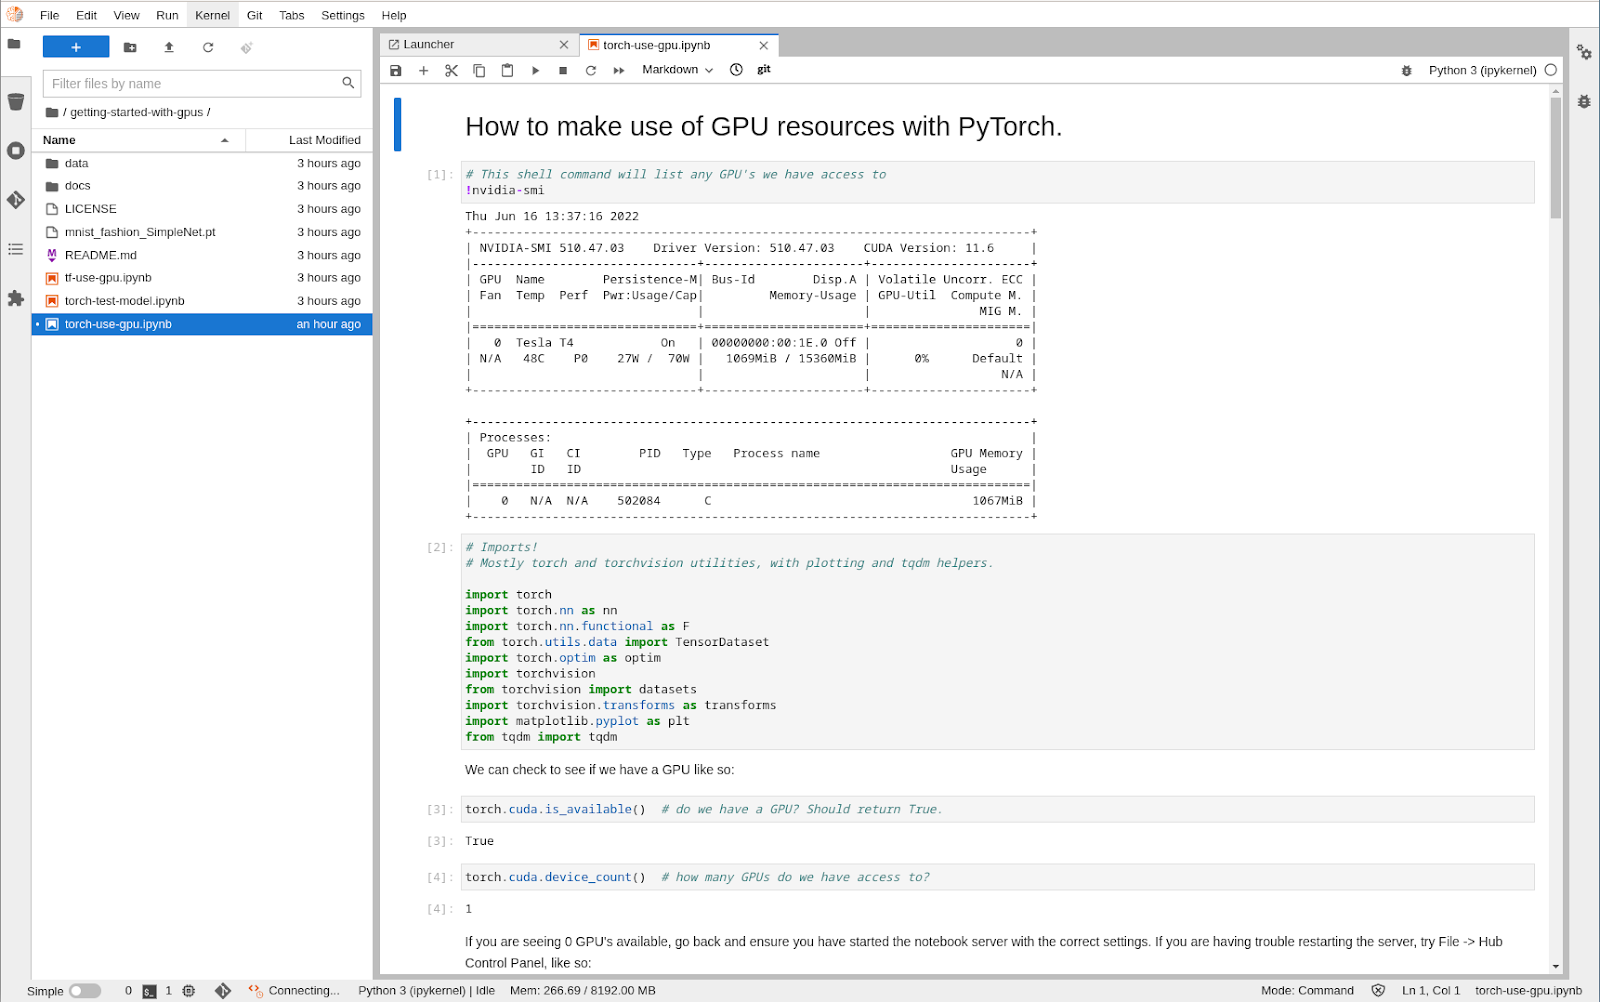 File Edit View Run Kernel Git Tabs Settings Help
Filter files by name
/ getting-started-with-gpus /
Name Last Modified
data 3 hours ago
docs 3 hours ago
LICENSE 3 hours ago
mnist_fashion_SimpleNet.pt 3 hours ago
README.md 3 hours ago
tf-use-gpu.ipynb 3 hours ago
torch-test-model.ipynb 3 hours ago
torch-use-gpu.ipynb an hour ago
Launcher torch-use-gpu.ipynb
Markdown git Python 3 (ipykernel)
How to make use of GPU resources with PyTorch.
[1]: # This shell command will list any GPU's we have access to
!nvidia-smi
Thu Jun 16 13:37:16 2022
+-----------------------------------------------------------------------------+
| NVIDIA-SMI 510.47.03    Driver Version: 510.47.03    CUDA Version: 11.6     |
|-------------------------------+----------------------+----------------------+
| GPU  Name        Persistence-M| Bus-Id        Disp.A | Volatile Uncorr. ECC |
| Fan  Temp  Perf  Pwr:Usage/Cap|         Memory-Usage | GPU-Util  Compute M. |
|                               |                      |               MIG M. |
|===============================+======================+======================|
|   0  Tesla T4            On   | 00000000:00:1E.0 Off |                    0 |
| N/A   48C    P0    27W /  70W |   1069MiB / 15360MiB |      0%      Default |
|                               |                      |                  N/A |
+-------------------------------+----------------------+----------------------+
+-----------------------------------------------------------------------------+
| Processes:                                                                  |
|  GPU   GI   CI        PID   Type   Process name                  GPU Memory |
|        ID   ID                                                   Usage      |
|=============================================================================|
|    0   N/A  N/A    502084      C                                    1067MiB |
+-----------------------------------------------------------------------------+
[2]: # Imports!
# Mostly torch and torchvision utilities, with plotting and tqdm helpers.
import torch
import torch.nn as nn
import torch.nn.functional as F
from torch.utils.data import TensorDataset
import torch.optim as optim
import torchvision
from torchvision import datasets
import torchvision.transforms as transforms
import matplotlib.pyplot as plt
from tqdm import tqdm
We can check to see if we have a GPU like so:
[3]: torch.cuda.is_available()  # do we have a GPU? Should return True.
[3]: True
[4]: torch.cuda.device_count()  # how many GPUs do we have access to?
[4]: 1
If you are seeing 0 GPU's available, go back and ensure you have started the notebook server with the correct settings. If you are having trouble restarting the server, try File -> Hub
Control Panel, like so:
Simple 0 $_ 1 Connecting... Python 3 (ipykernel) | Idle Mem: 266.69 / 8192.00 MB Mode: Command Ln 1, Col 1 torch-use-gpu.ipynb